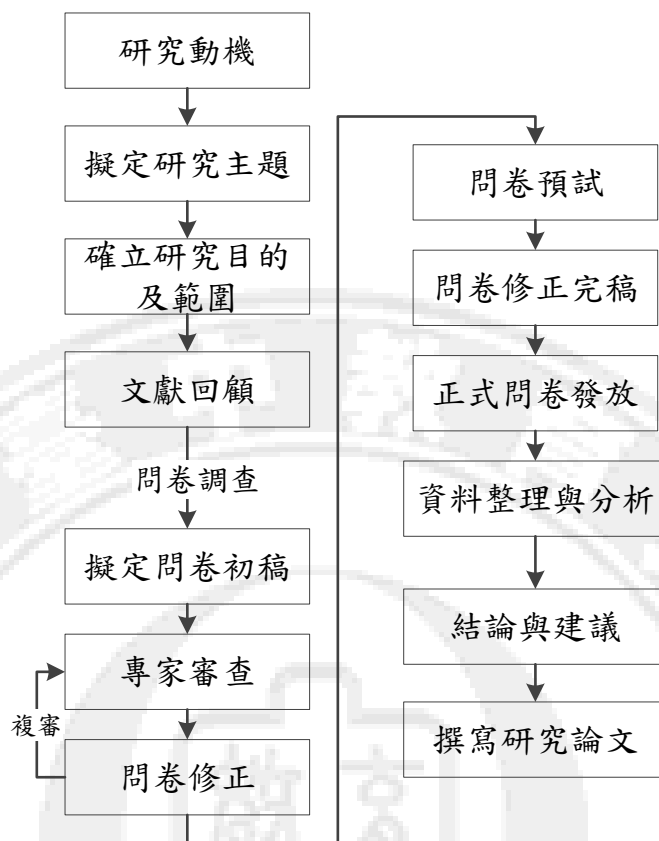 研究動機
擬定研究主題
確立研究目的
及範圍
文獻回顧
問卷調查
擬定問卷初稿
專家審查
複審
問卷修正
問卷預試
問卷修正完稿
正式問卷發放
資料整理與分析
結論與建議
撰寫研究論文